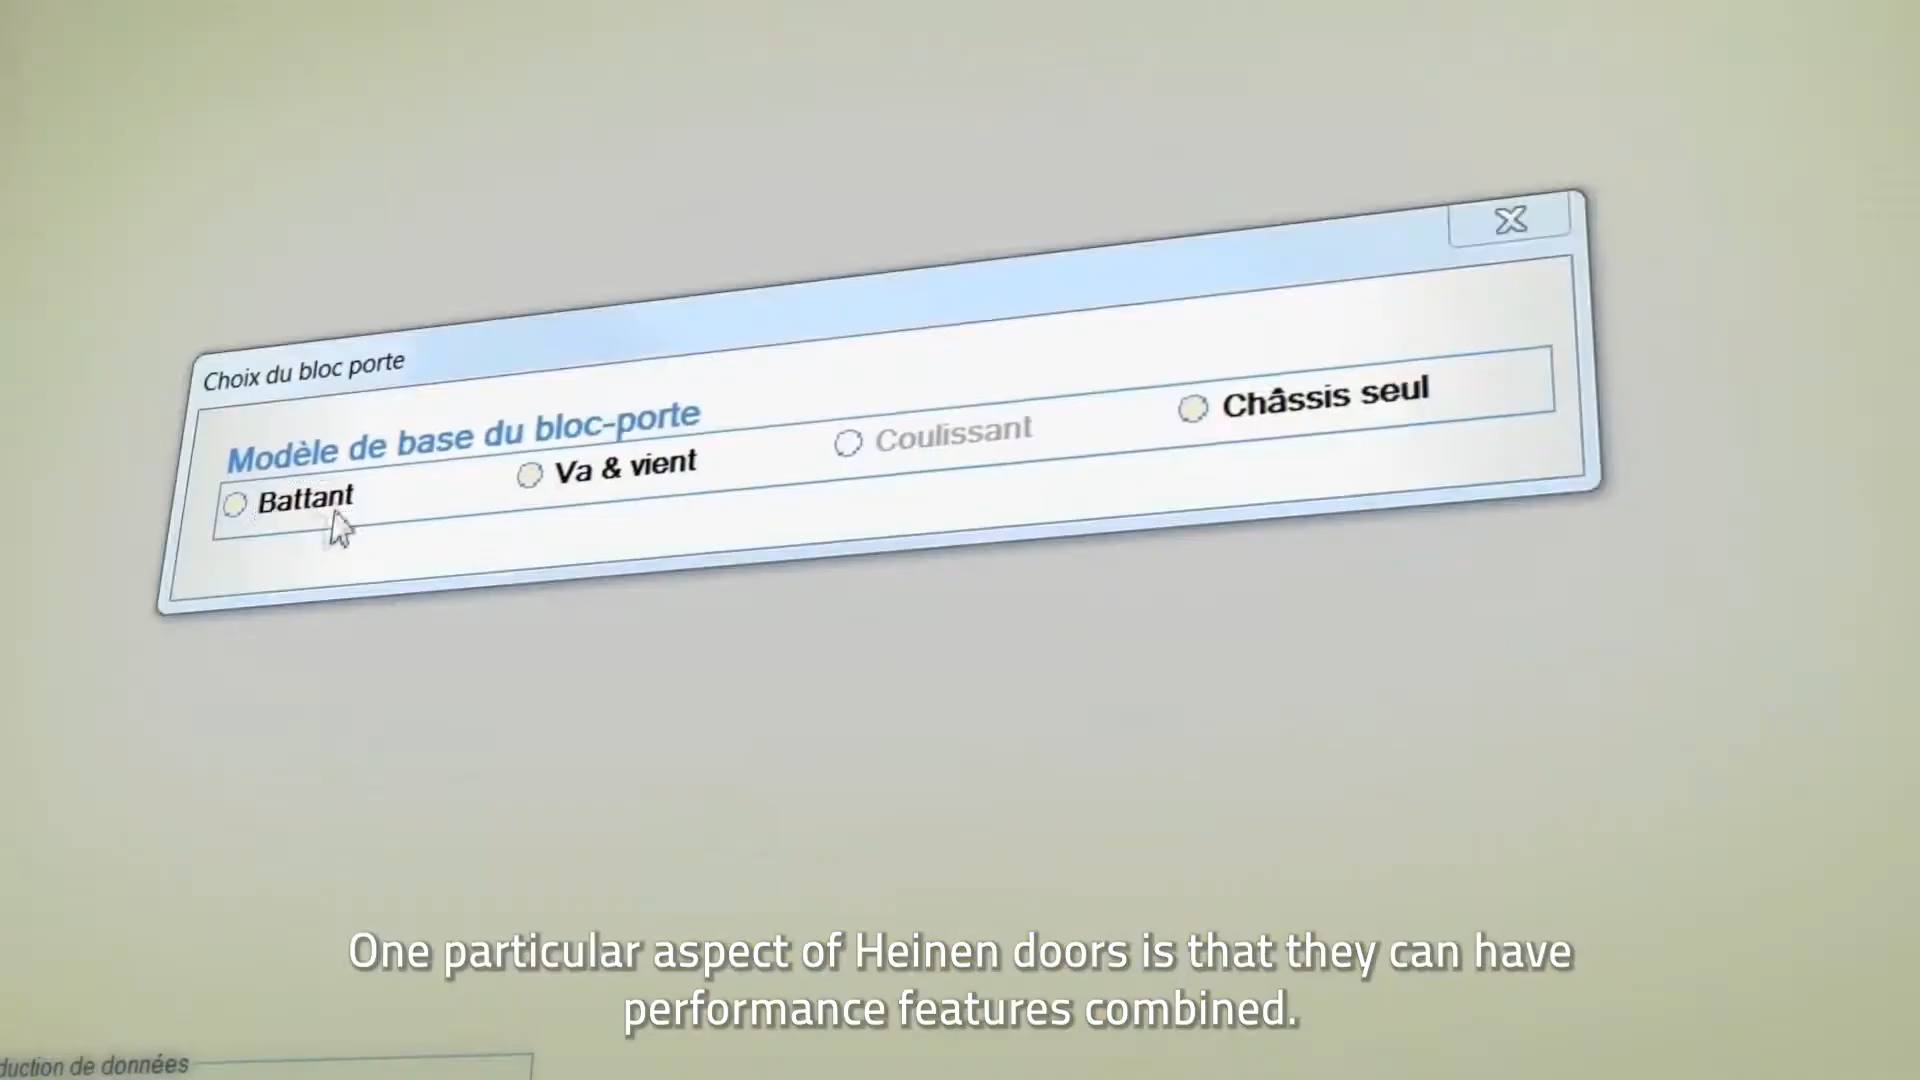 Choix du bloc porte
Modèle de base du bloc-porte
Battant
Va & vient
Coulissant
Châssis seul
One particular aspect of Heinen doors is that they can have
performance features combined.
de données